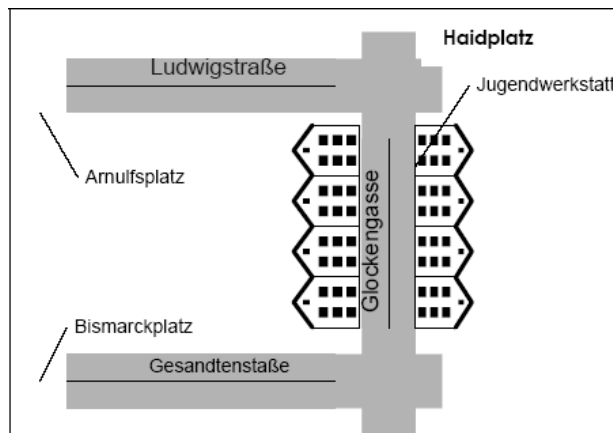 Haidplatz
Ludwigstraße
Jugendwerkstatt
Arnulfsplatz
Glockengasse
Bismarckplatz
Gesandtenstaße